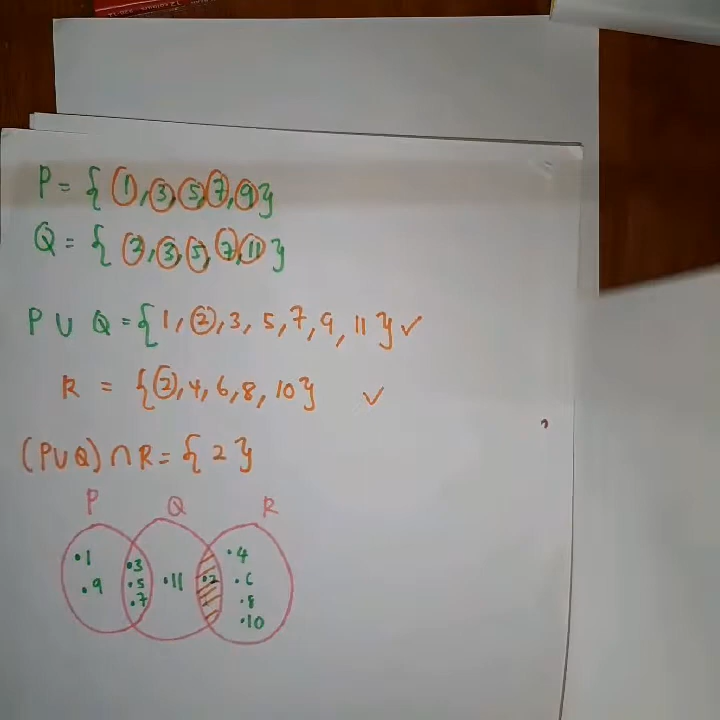 P = {1, 3, 5, 7, 9}
Q = {2, 3, 5, 7, 11}
P ∪ Q = {1, 2, 3, 5, 7, 9, 11} ✓
R = {2, 4, 6, 8, 10} ✓
(P∪Q) ∩ R = {2}
P Q R
•1 •3 •4
•9 •5 •11 •2 •6
•7 •8
•10